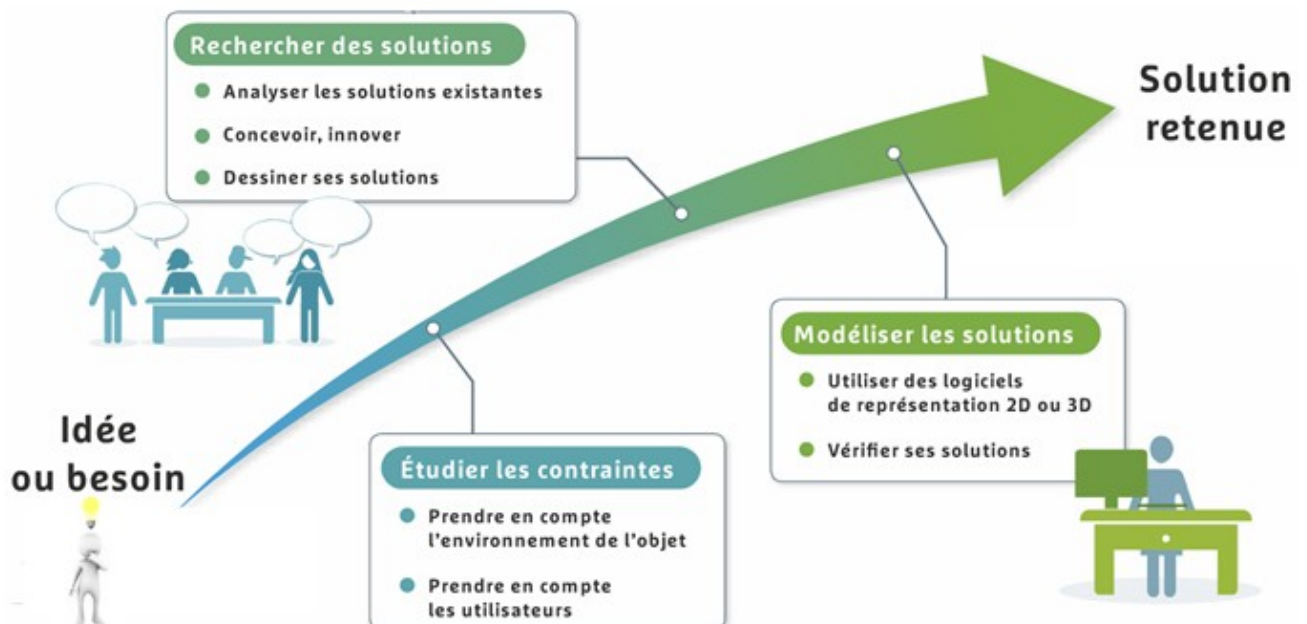 Rechercher des solutions
Analyser les solutions existantes
Concevoir, innover
Dessiner ses solutions
Solution
retenue
Modéliser les solutions
Utiliser des logiciels
de représentation 2D ou 3D
Vérifier ses solutions
Idée
ou besoin
Étudier les contraintes
Prendre en compte
l'environnement de l'objet
Prendre en compte
les utilisateurs